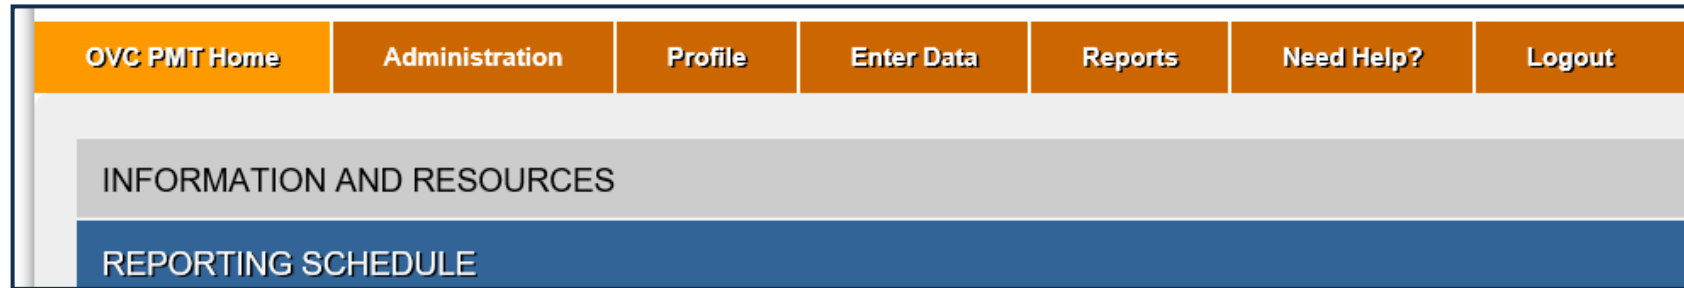 OVC PMT Home Administration Profile Enter Data Reports Need Help? Logout
INFORMATION AND RESOURCES
REPORTING SCHEDULE